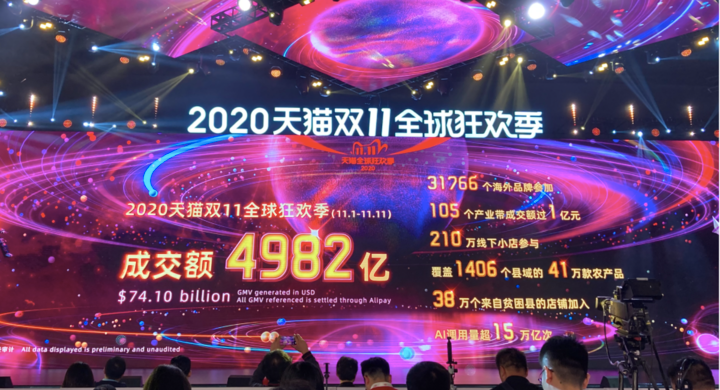 2020天猫双11全球狂欢季
11.11
天猫全球狂欢季
2020
2020天猫双11全球狂欢季(11.1-11.11)
成交额 4982亿
$74.10 billion
GMV generated in USD
All GMV referenced is settled through Alipay
31766 个海外品牌参加
105 个产业带成交额过1亿元
210 万线下小店参与
覆盖 1406 个县域的 41 万款农产品
38 万个来自贫困县的店铺加入
AI调用量超 15 万亿次
审计 All data displayed is preliminary and unaudited